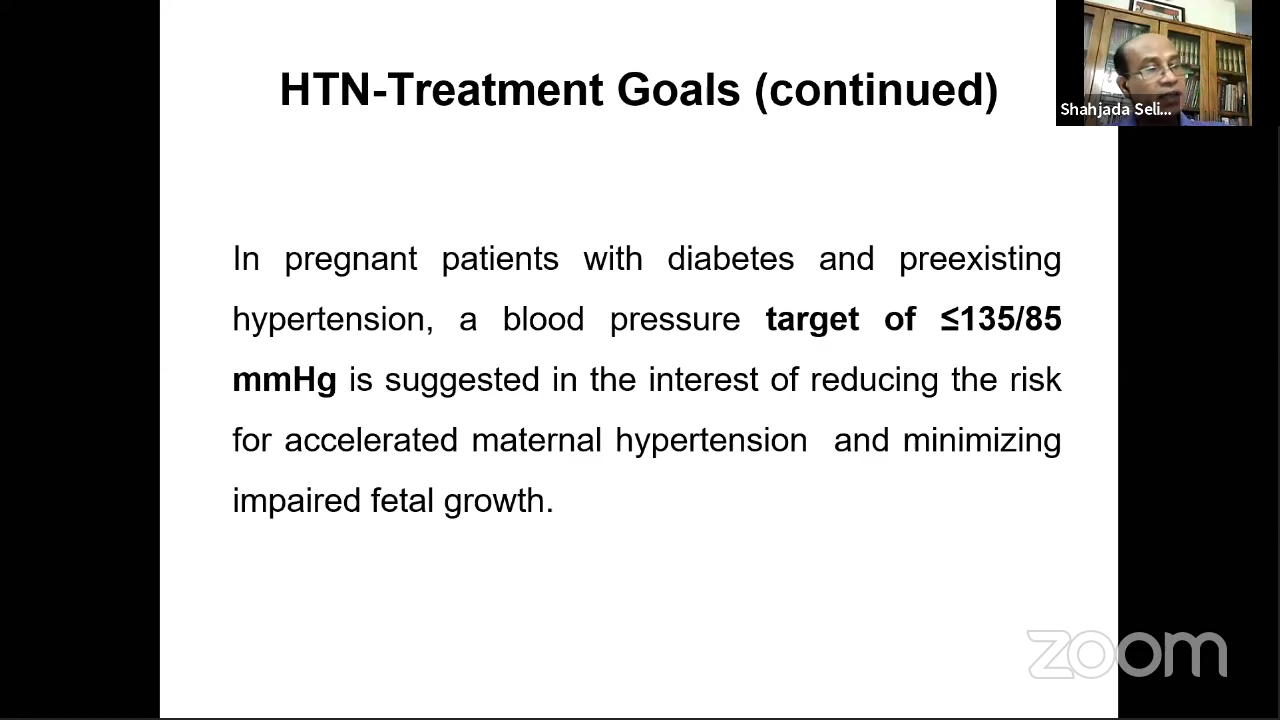 HTN-Treatment Goals (continued)
Shahjada Seli...
In pregnant patients with diabetes and preexisting
hypertension, a blood pressure target of ≤135/85
mmHg is suggested in the interest of reducing the risk
for accelerated maternal hypertension and minimizing
impaired fetal growth.
zoom